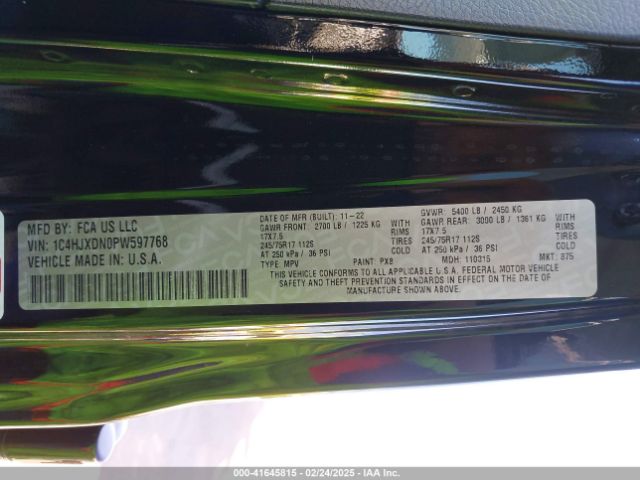 MFD BY: FCA US LLC
VIN: 1C4HJXDN0PW597768
VEHICLE MADE IN: U.S.A.
DATE OF MFR (BUILT): 11-22
GAWR FRONT: 2700 LB / 1225 KG WITH
17X7.5 RIMS
245/75R17 112S TIRES
AT 250 kPa / 36 PSI
TYPE: MPV PAINT: PX8
GVWR: 5400 LB / 2450 KG
GAWR REAR: 3000 LB / 1361 KG WITH
17X7.5 RIMS
245/75R17 112S TIRES
AT 250 kPa / 36 PSI
MDH: 110315 MKT: 875
THIS VEHICLE CONFORMS TO ALL APPLICABLE U.S.A. FEDERAL MOTOR VEHICLE
SAFETY AND THEFT PREVENTION STANDARDS IN EFFECT ON THE DATE OF
MANUFACTURE SHOWN ABOVE.
000-41645815 - 02/24/2025 - IAA, Inc.